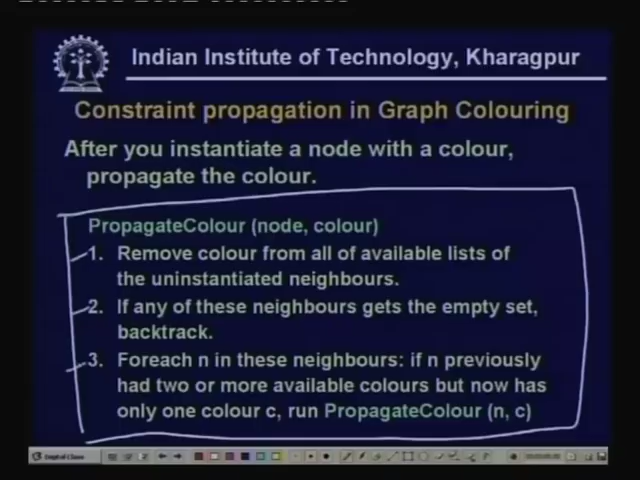 Indian Institute of Technology, Kharagpur
Constraint propagation in Graph Colouring
After you instantiate a node with a colour,
propagate the colour.
PropagateColour (node, colour)
1. Remove colour from all of available lists of
the uninstantiated neighbours.
2. If any of these neighbours gets the empty set,
backtrack.
3. Foreach n in these neighbours: if n previously
had two or more available colours but now has
only one colour c, run PropagateColour (n, c)